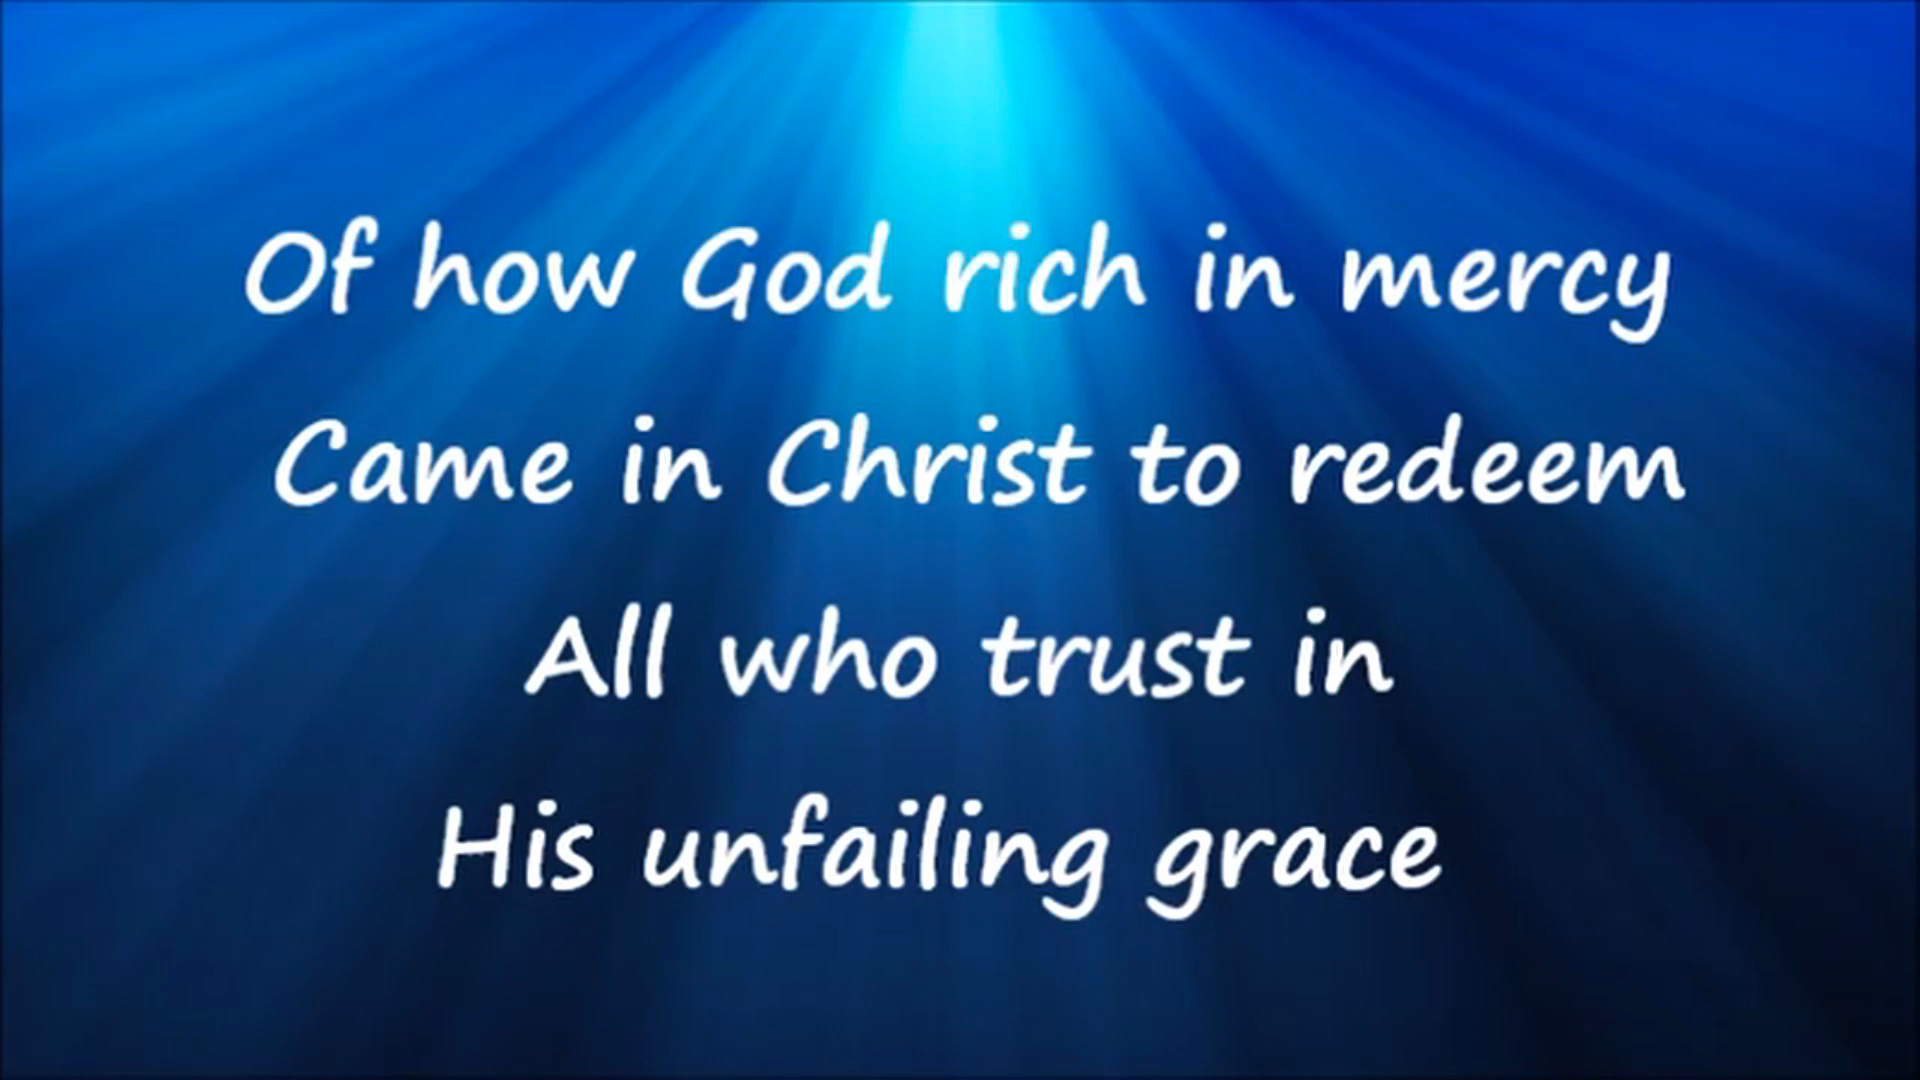 Of how God rich in mercy
Came in Christ to redeem
All who trust in
His unfailing grace